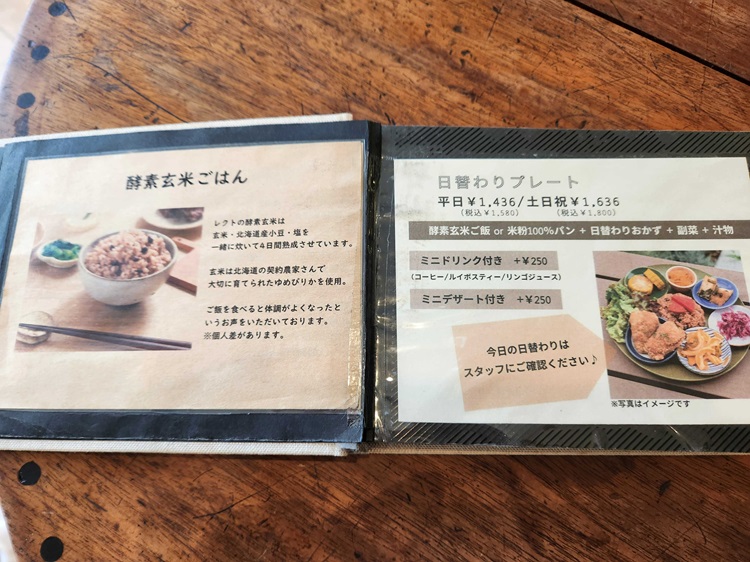 酵素玄米ごはん
レクトの酵素玄米は
玄米・北海道産小豆・塩を
一緒に炊いて4日間熟成させています。
玄米は北海道の契約農家さんで
大切に育てられたゆめぴりかを使用。
ご飯を食べると体調がよくなったと
いうお声をいただいております。
※個人差があります。
日替わりプレート
平日¥1,436/土日祝¥1,636
(税込¥1,580) (税込¥1,800)
酵素玄米ご飯 or 米粉100%パン + 日替わりおかず + 副菜 + 汁物
ミニドリンク付き +¥250
(コーヒー/ルイボスティー/リンゴジュース)
ミニデザート付き +¥250
今日の日替わりは
スタッフにご確認ください♪
※写真はイメージです